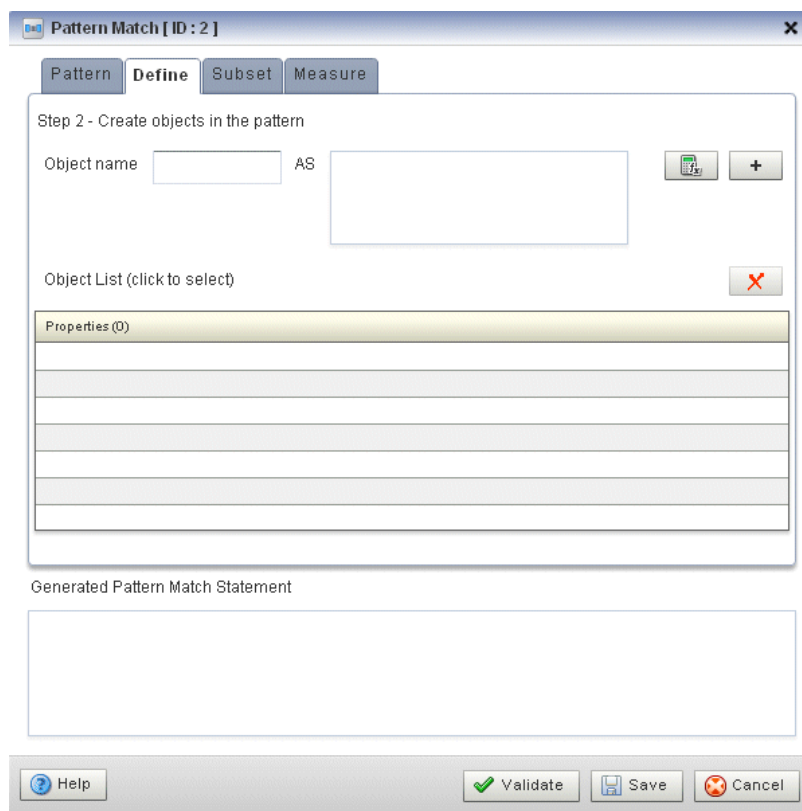 Pattern Match [ ID : 2 ]
Pattern Define Subset Measure
Step 2 - Create objects in the pattern
Object name AS +
Object List (click to select)
Properties (0)
Generated Pattern Match Statement
Help Validate Save Cancel